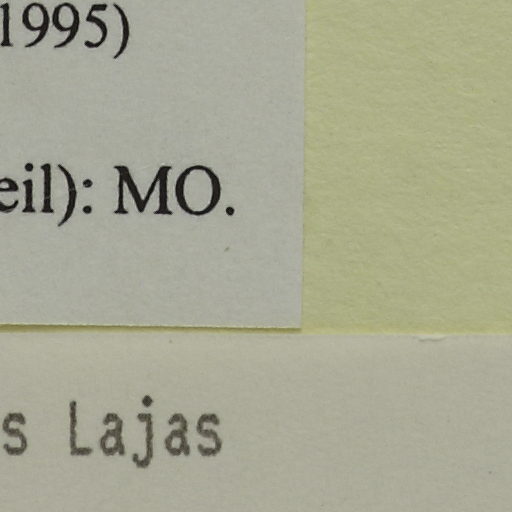 1995)
eil): MO.
s Lajas